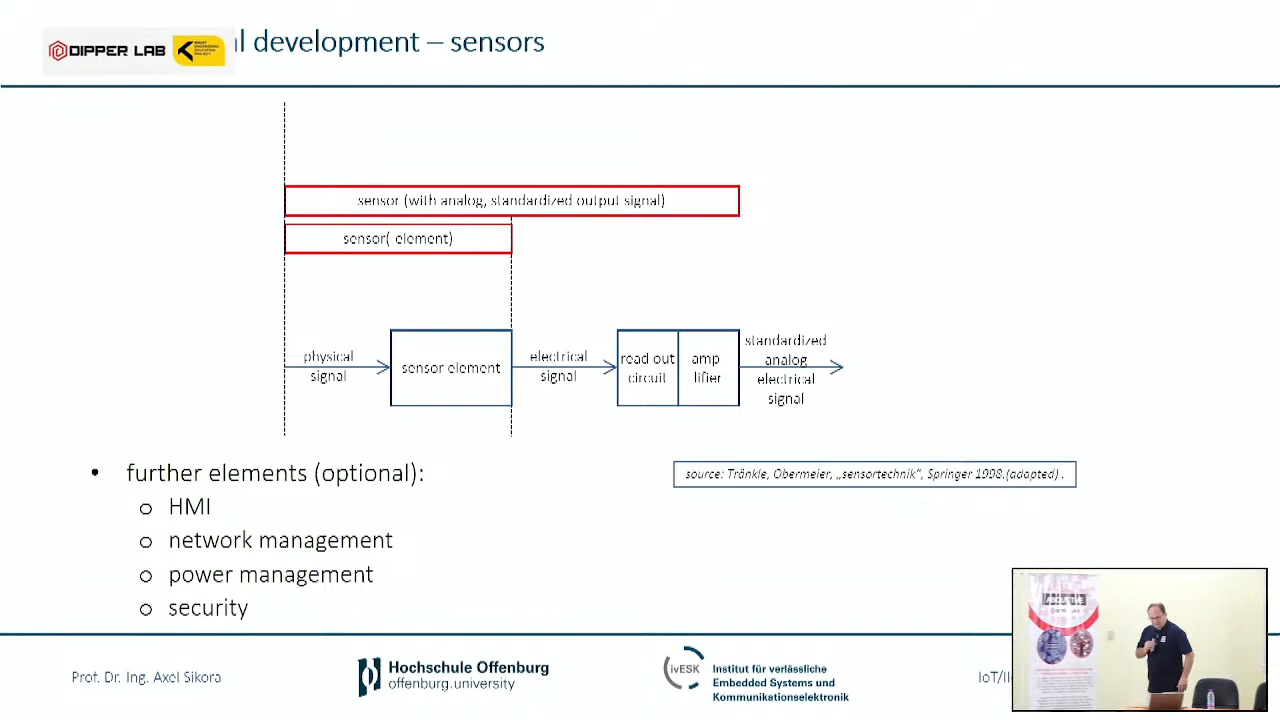 DIPPER LAB
l development – sensors
sensor (with analog, standardized output signal)
sensor( element)
physical
signal
sensor element
electrical
signal
read out
circuit
amp
lifier
standardized
analog
electrical
signal
• further elements (optional):
o HMI
o network management
o power management
o security
source: Tränkle, Obermeier, „sensortechnik", Springer 1998.(adapted) .
Prof. Dr. Ing. Axel Sikora
Hochschule Offenburg
offenburg.university
ivESK
Institut für verlässliche
Embedded Systems und
Kommunikationselektronik
IoT/II
DIPPER LAB